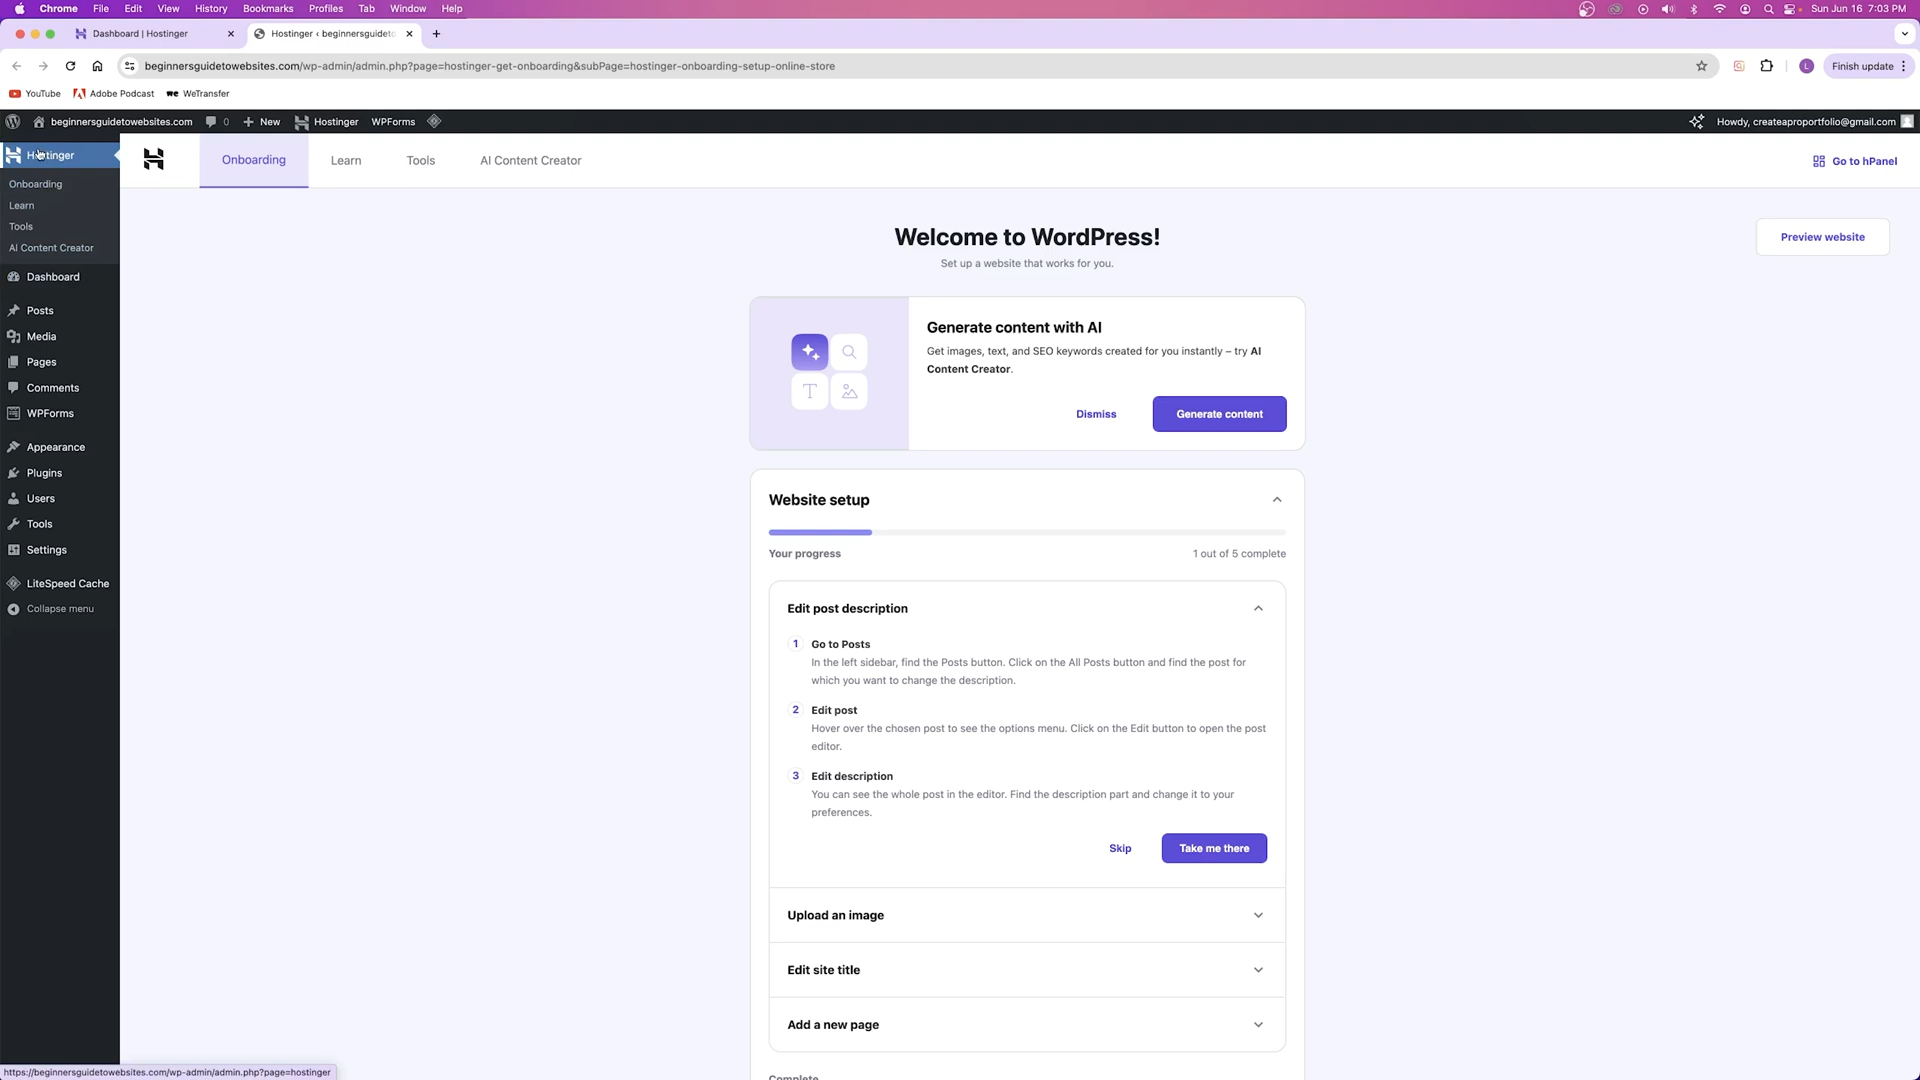 Chrome File Edit View History Bookmarks Profiles Tab Window Help Sun Jun 16 7:03 PM
Dashboard | Hostinger Hostinger ‹ beginnersguideto
beginnersguidetowebsites.com/wp-admin/admin.php?page=hostinger-get-onboarding&subPage=hostinger-onboarding-setup-online-store L Finish update
YouTube Adobe Podcast we WeTransfer
beginnersguidetowebsites.com 0 New Hostinger WPForms Howdy, createaproportfolio@gmail.com
Hostinger
Onboarding
Learn
Tools
AI Content Creator
Dashboard
Posts
Media
Pages
Comments
WPForms
Appearance
Plugins
Users
Tools
Settings
LiteSpeed Cache
Collapse menu
Onboarding Learn Tools AI Content Creator Go to hPanel
Welcome to WordPress!
Set up a website that works for you.
Preview website
Generate content with AI
Get images, text, and SEO keywords created for you instantly – try AI
Content Creator.
Dismiss Generate content
Website setup
Your progress 1 out of 5 complete
Edit post description
1 Go to Posts
In the left sidebar, find the Posts button. Click on the All Posts button and find the post for
which you want to change the description.
2 Edit post
Hover over the chosen post to see the options menu. Click on the Edit button to open the post
editor.
3 Edit description
You can see the whole post in the editor. Find the description part and change it to your
preferences.
Skip Take me there
Upload an image
Edit site title
Add a new page
Complete
https://beginnersguidetowebsites.com/wp-admin/admin.php?page=hostinger